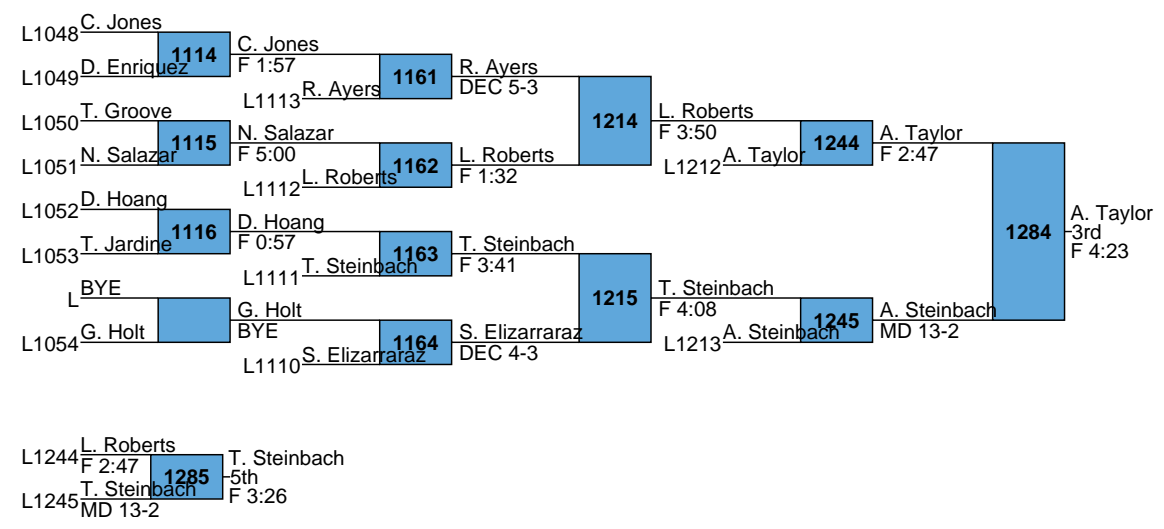 L1048 C. Jones
1114
C. Jones
F 1:57
L1049 D. Enriquez
1161
R. Ayers
DEC 5-3
L1113 R. Ayers
L1050 T. Groove
1115
N. Salazar
F 5:00
L1051 N. Salazar
1162
L. Roberts
F 1:32
L1112 L. Roberts
1214
L. Roberts
F 3:50
L1212 A. Taylor
1244
A. Taylor
F 2:47
L1052 D. Hoang
1116
D. Hoang
F 0:57
L1053 T. Jardine
1163
T. Steinbach
F 3:41
L1111 T. Steinbach
L BYE
G. Holt
BYE
L1054 G. Holt
1164
S. Elizarraraz
DEC 4-3
L1110 S. Elizarraraz
1215
T. Steinbach
F 4:08
L1213 A. Steinbach
1245
A. Steinbach
MD 13-2
1284
A. Taylor
3rd
F 4:23
L1244 L. Roberts
F 2:47
1285
T. Steinbach
5th
F 3:26
L1245 T. Steinbach
MD 13-2